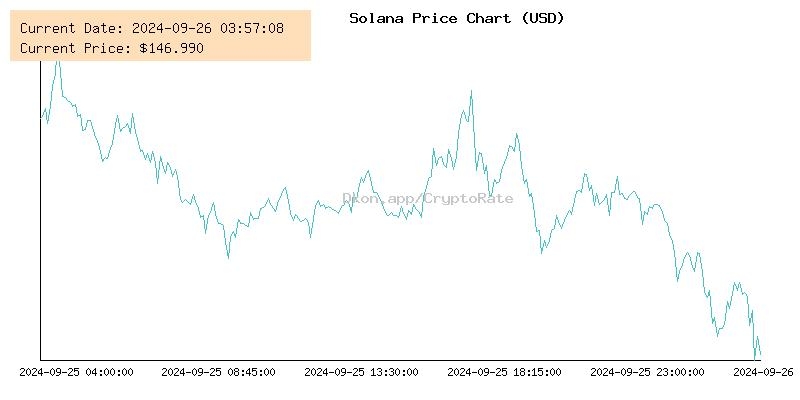 Solana Price Chart (USD)
Current Date: 2024-09-26 03:57:08
Current Price: $146.990
Dkon.app/CryptoRate
2024-09-25 04:00:00 2024-09-25 08:45:00 2024-09-25 13:30:00 2024-09-25 18:15:00 2024-09-25 23:00:00 2024-09-26